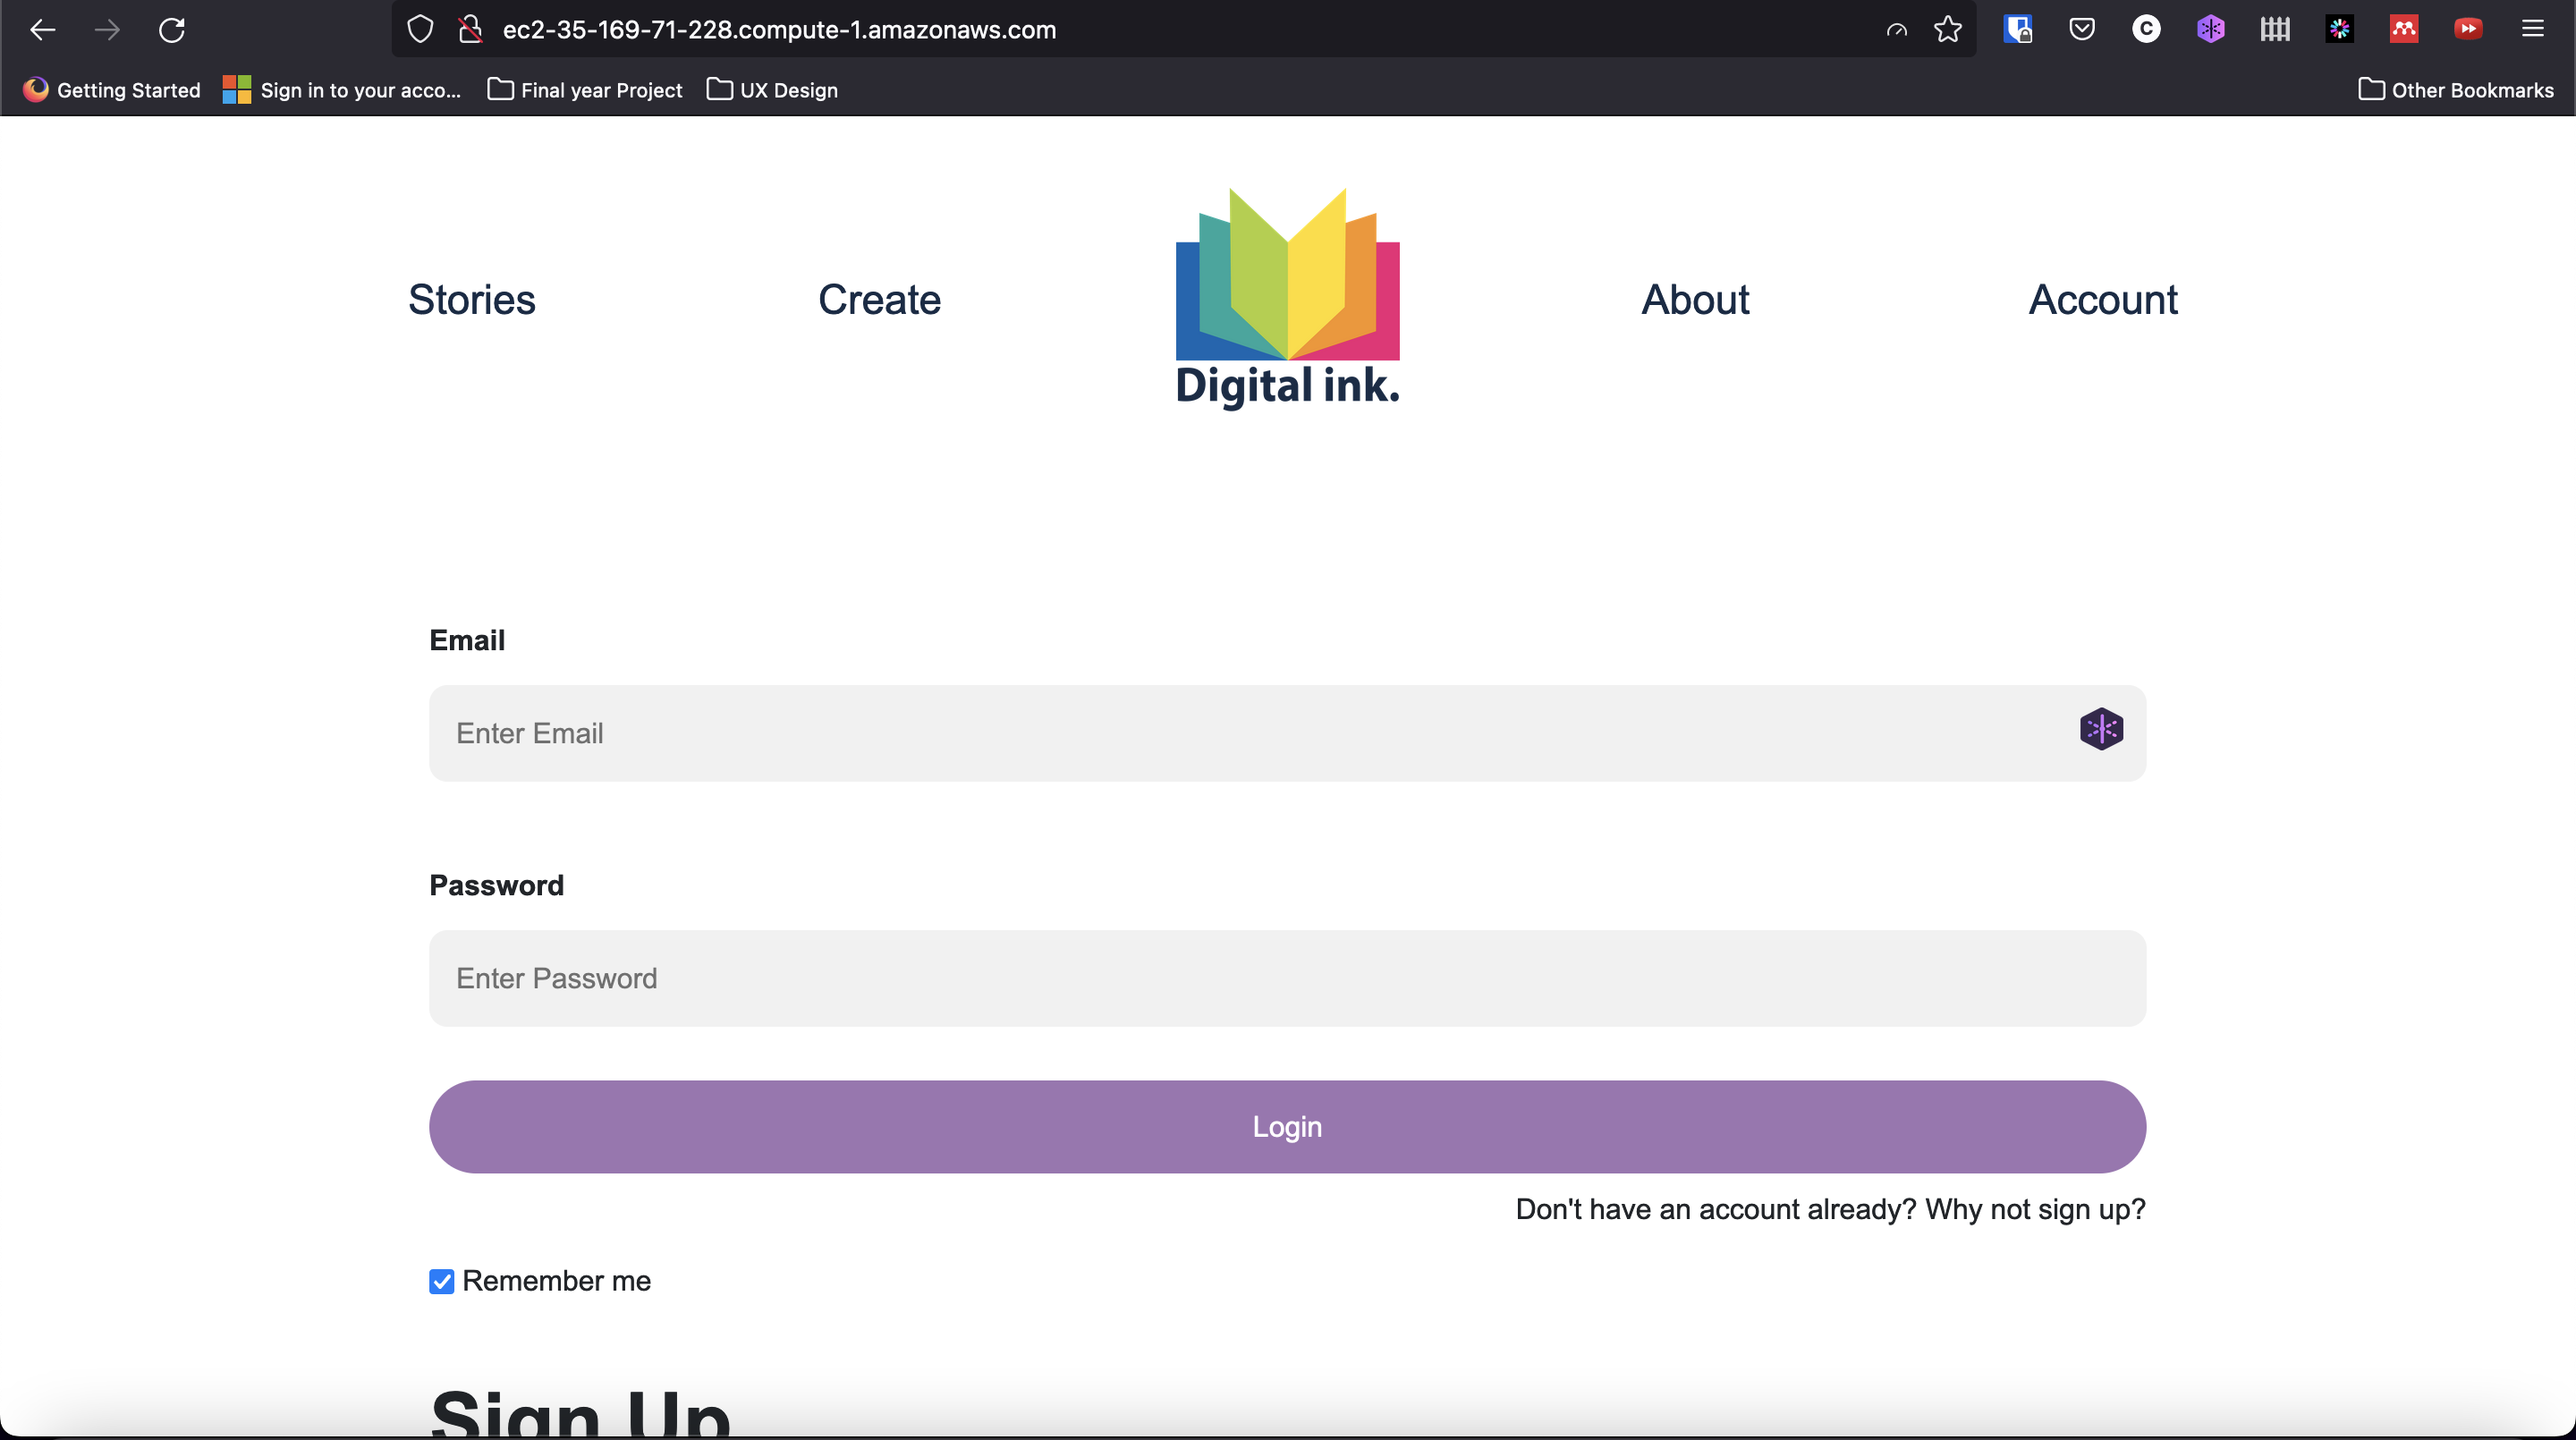 ec2-35-169-71-228.compute-1.amazonaws.com
Getting Started
Sign in to your acco...
Final year Project
UX Design
Other Bookmarks
Stories
Create
Digital ink.
About
Account
Email
Enter Email
Password
Enter Password
Login
Don't have an account already? Why not sign up?
Remember me
Sign Up